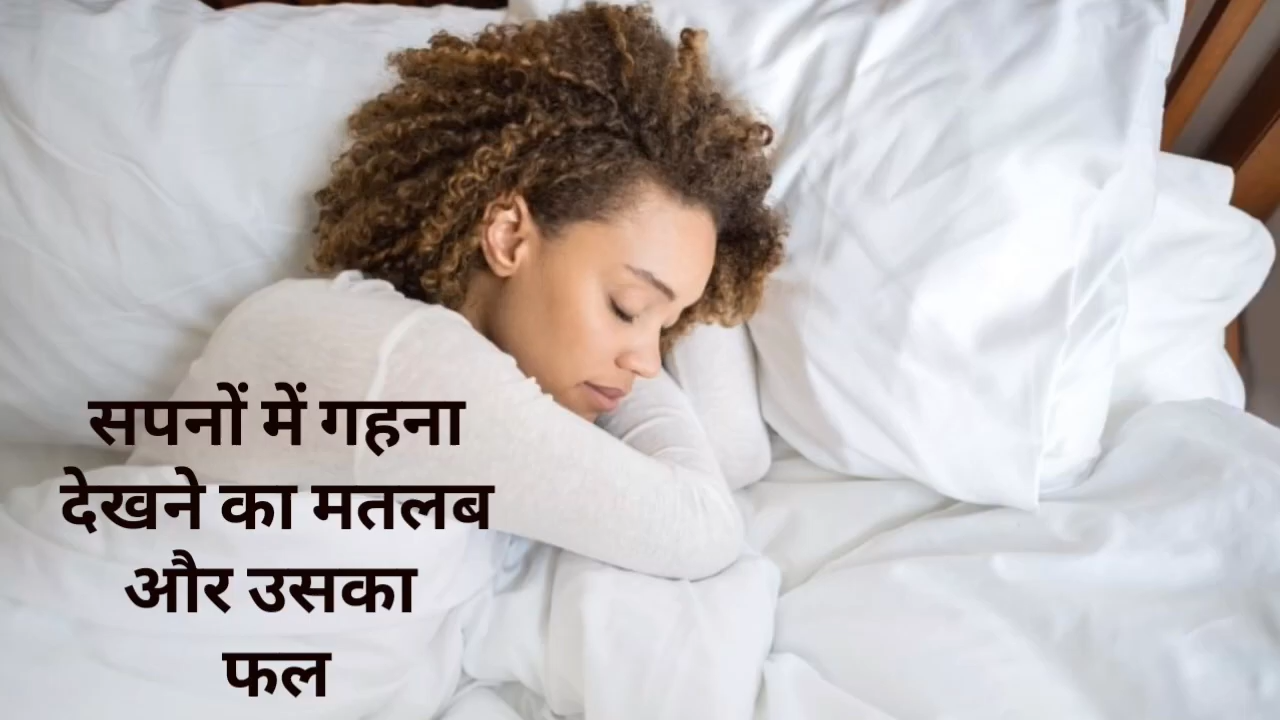 सपनों में गहना
देखने का मतलब
और उसका
फल